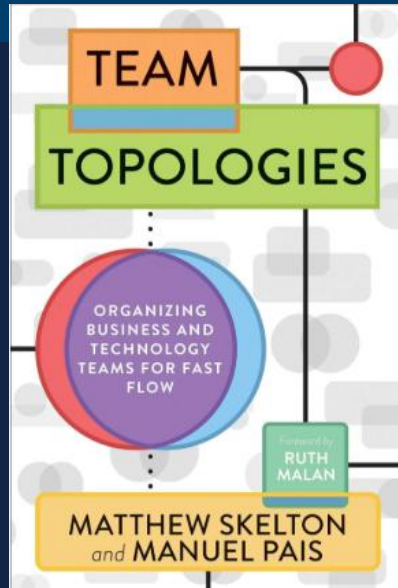 TEAM
TOPOLOGIES
ORGANIZING
BUSINESS AND
TECHNOLOGY
TEAMS FOR FAST
FLOW
Foreword by
RUTH
MALAN
MATTHEW SKELTON
and MANUEL PAIS